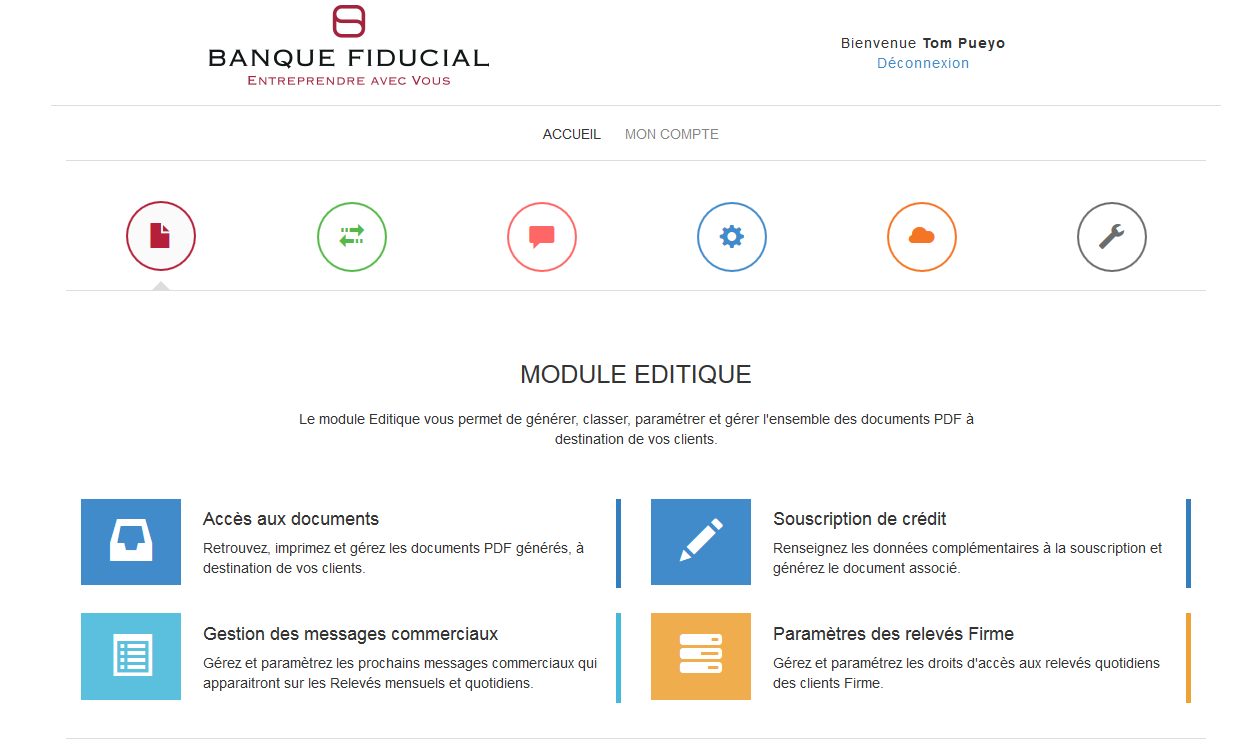 BANQUE FIDUCIAL
ENTREPRENDRE AVEC VOUS
Bienvenue Tom Pueyo
Déconnexion
ACCUEIL MON COMPTE
MODULE EDITIQUE
Le module Editique vous permet de générer, classer, paramétrer et gérer l'ensemble des documents PDF à
destination de vos clients.
Accès aux documents
Retrouvez, imprimez et gérez les documents PDF générés, à
destination de vos clients.
Souscription de crédit
Renseignez les données complémentaires à la souscription et
générez le document associé.
Gestion des messages commerciaux
Gérez et paramètrez les prochains messages commerciaux qui
apparaitront sur les Relevés mensuels et quotidiens.
Paramètres des relevés Firme
Gérez et paramétrez les droits d'accès aux relevés quotidiens
des clients Firme.